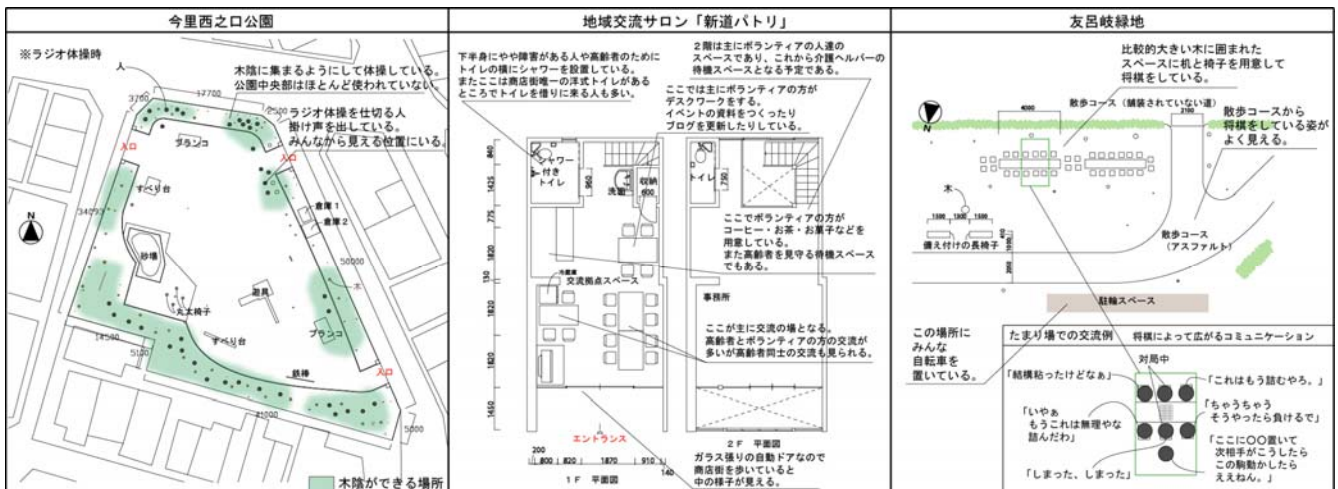 今里西之口公園
※ラジオ体操時
人
木陰に集まるようにして体操している。
公園中央部はほとんど使われていない。
17700
3700
2500
ラジオ体操を仕切る人
掛け声を出している。
みんなから見える位置にいる。
ブランコ
入口
入口
すべり台
倉庫1
倉庫2
34093
N
砂場
50000
木
遊具
丸太椅子
ブランコ
14500
すべり台
5100
入口
鉄棒
41000
5000
木陰ができる場所
地域交流サロン「新道パトリ」
下半身にやや障害がある人や高齢者のために
トイレの横にシャワーを設置している。
またここは商店街唯一の洋式トイレがある
ところでトイレを借りに来る人も多い。
2階は主にボランティアの人達の
スペースであり、これから介護ヘルパーの
待機スペースとなる予定である。
ここでは主にボランティアの方が
デスクワークをする。
イベントの資料をつくったり
ブログを更新したりしている。
シャワー
付き
トイレ
960
洗面
収納
600
トイレ
750
840
1425
775
1820
130
1820
1820
1450
ここでボランティアの方が
コーヒー・お茶・お菓子などを
用意している。
また高齢者を見守る待機スペース
でもある。
冷蔵庫
交流拠点スペース
事務所
ここが主に交流の場となる。
高齢者とボランティアの方の交流が
多いが高齢者同士の交流も見られる。
エントランス
200
800 820 1870 910
140
1F 平面図
2F 平面図
ガラス張りの自動ドアなので
商店街を歩いていると
中の様子が見える。
友呂岐緑地
比較的大きい木に囲まれた
スペースに机と椅子を用意して
将棋をしている。
N
4000
散歩コース(舗装されていない道)
2100
散歩コースから
将棋をしている姿が
よく見える。
木
1500 1300 1500
備え付けの長椅子
散歩コース
(アスファルト)
駐輪スペース
この場所に
みんな
自転車を
置いている。
たまり場での交流例 将棋によって広がるコミュニケーション
対局中
「結構粘ったけどなぁ」
「これはもう詰むやろ。」
「いやぁ
もうこれは無理やな
詰んだわ」
「ちゃうちゃう
そうやったら負けるで」
「しまった、しまった」
「ここに〇〇置いて
次相手がこうしたら
この駒動かしたら
ええねん。」